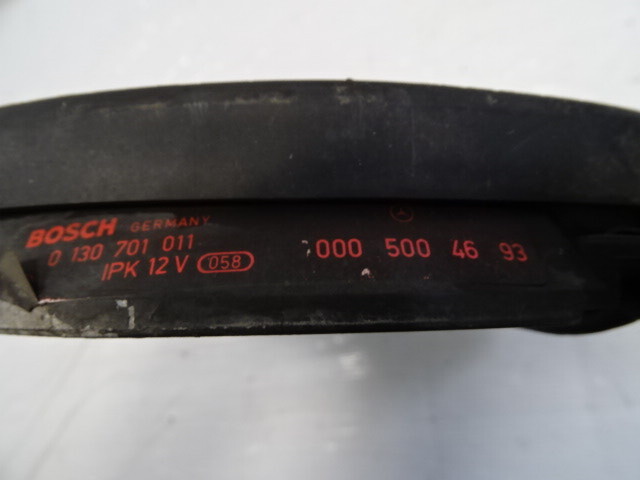 BOSCH GERMANY
0 130 701 011
IPK 12 V 058
000 500 46 93